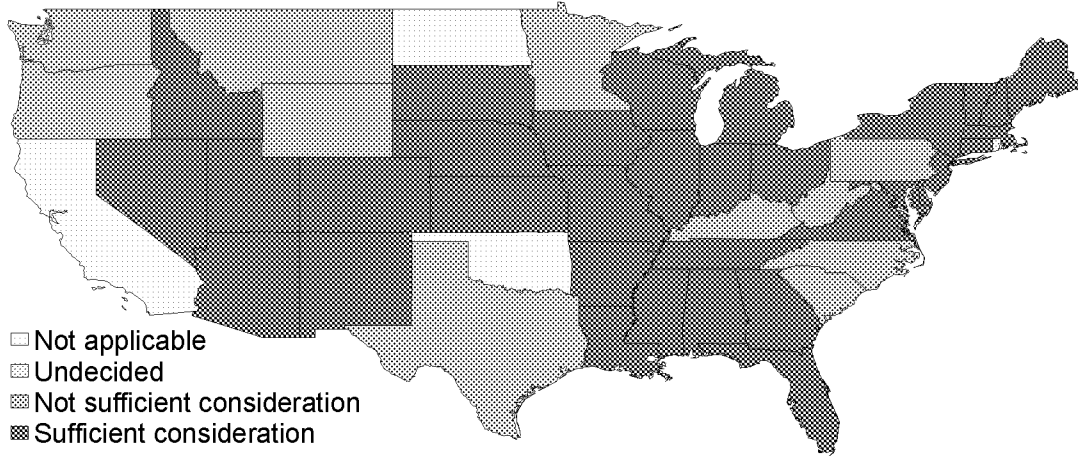 Not applicable
Undecided
Not sufficient consideration
Sufficient consideration